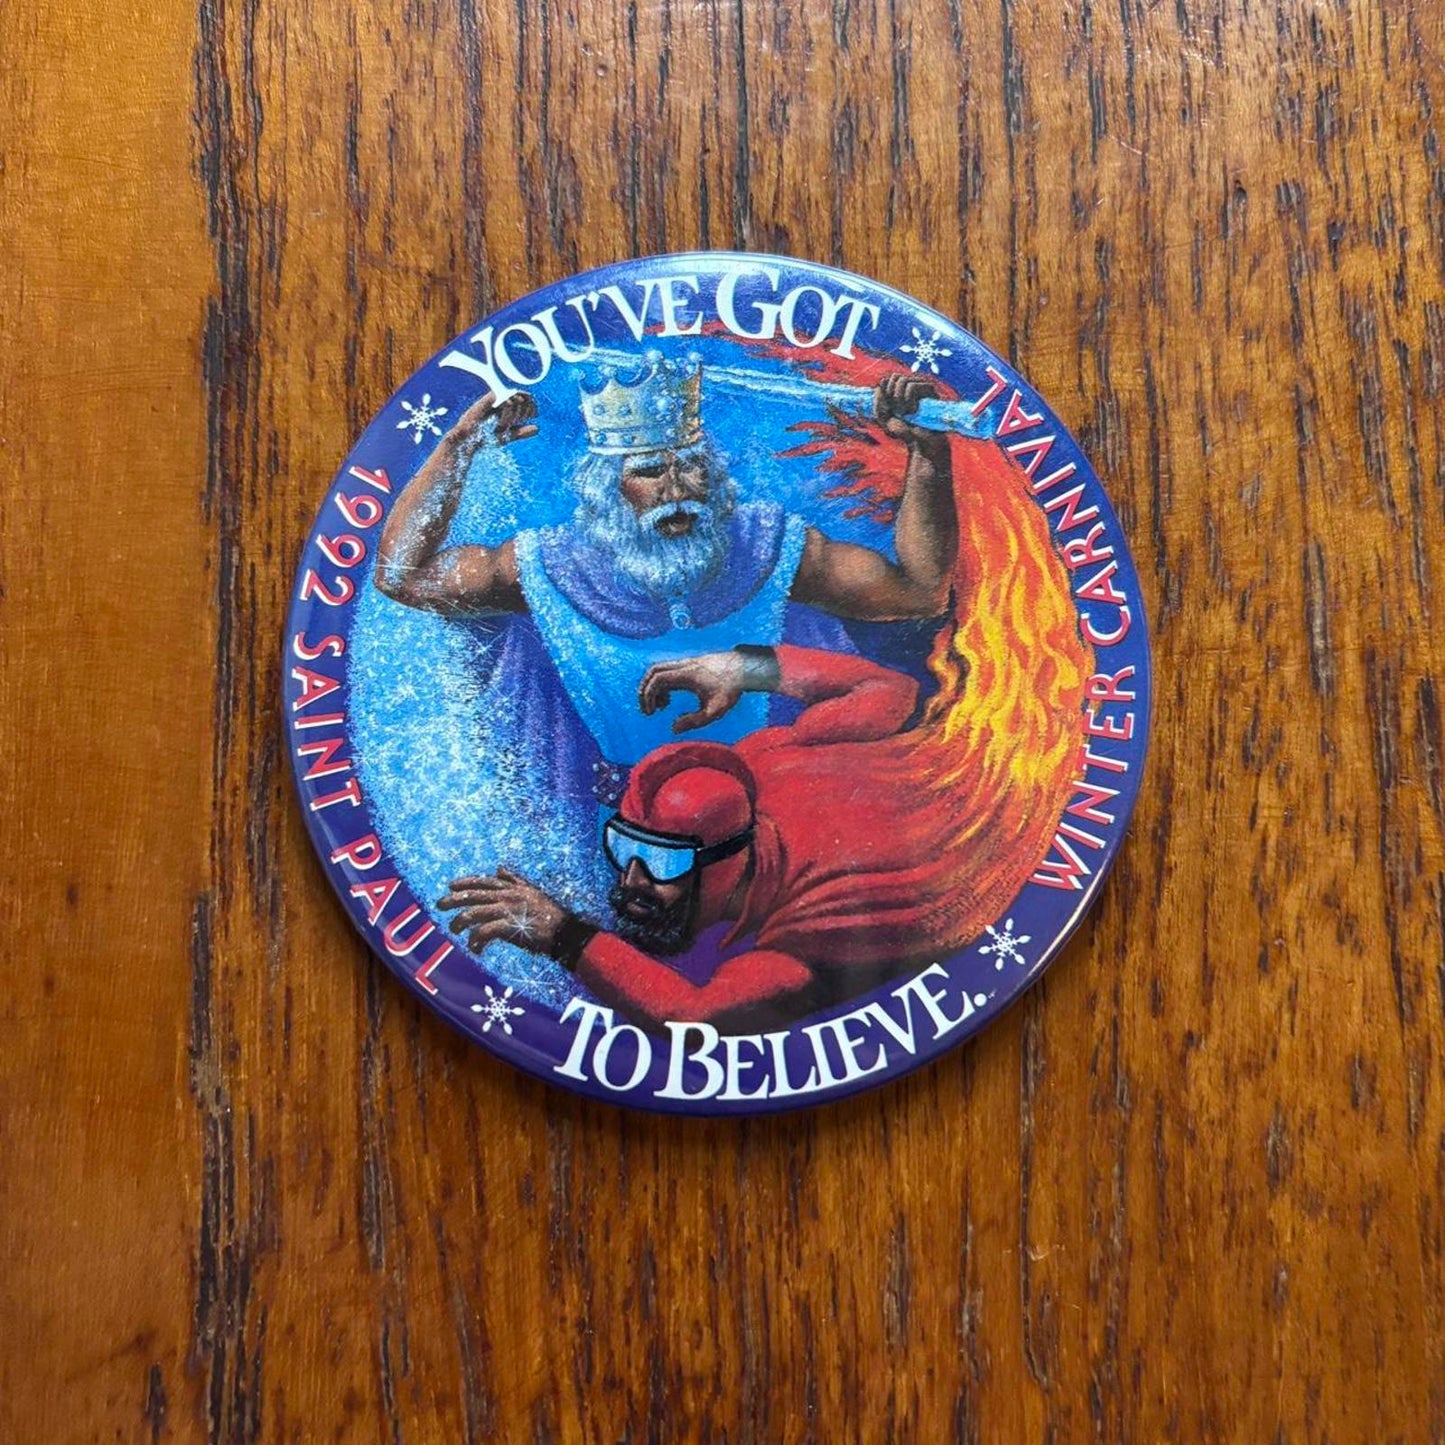 YOU'VE GOT
TO BELIEVE.
1992 SAINT PAUL
WINTER CARNIVAL